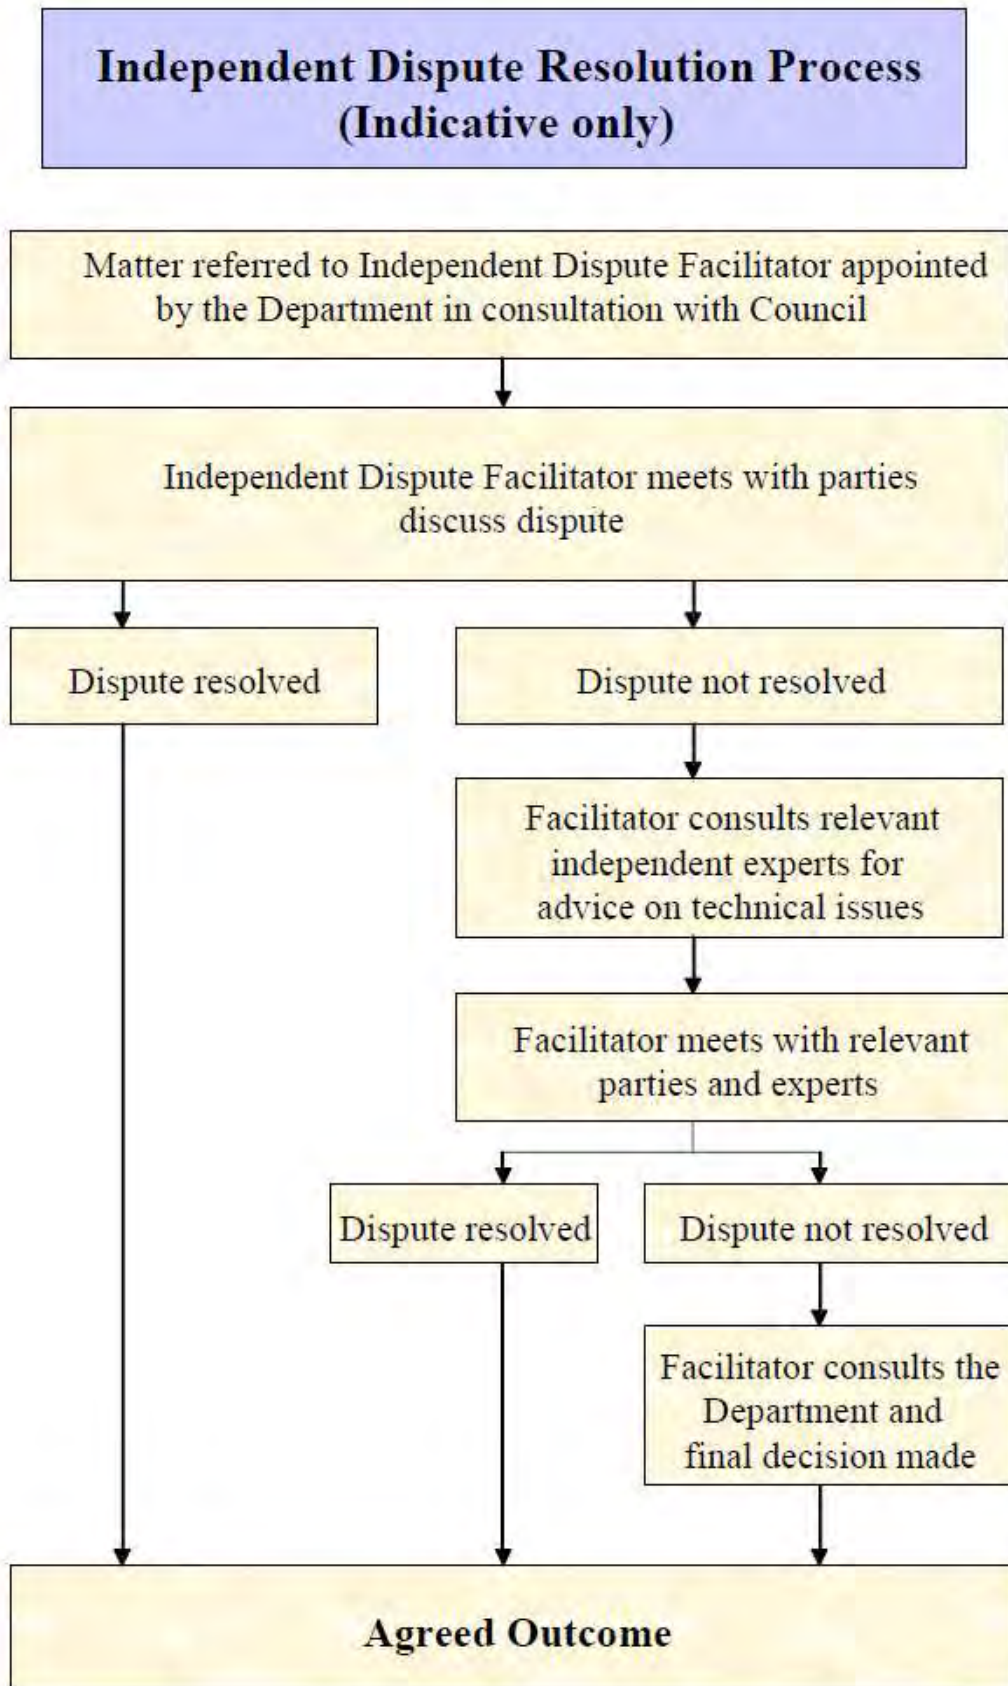 Independent Dispute Resolution Process
(Indicative only)
Matter referred to Independent Dispute Facilitator appointed
by the Department in consultation with Council
Independent Dispute Facilitator meets with parties
discuss dispute
Dispute resolved
Dispute not resolved
Facilitator consults relevant
independent experts for
advice on technical issues
Facilitator meets with relevant
parties and experts
Dispute resolved
Dispute not resolved
Facilitator consults the
Department and
final decision made
Agreed Outcome